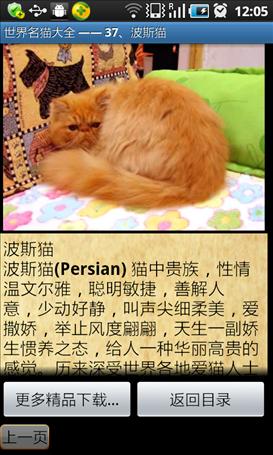 12:05
世界名猫大全 —— 37、波斯猫
波斯猫
波斯猫(Persian) 猫中贵族，性情
温文尔雅，聪明敏捷，善解人
意，少动好静，叫声尖细柔美，爱
撒娇，举止风度翩翩，天生一副娇
生惯养之态，给人一种华丽高贵的
感觉。历来深受世界各地爱猫人士
更多精品下载...
返回目录
上一页